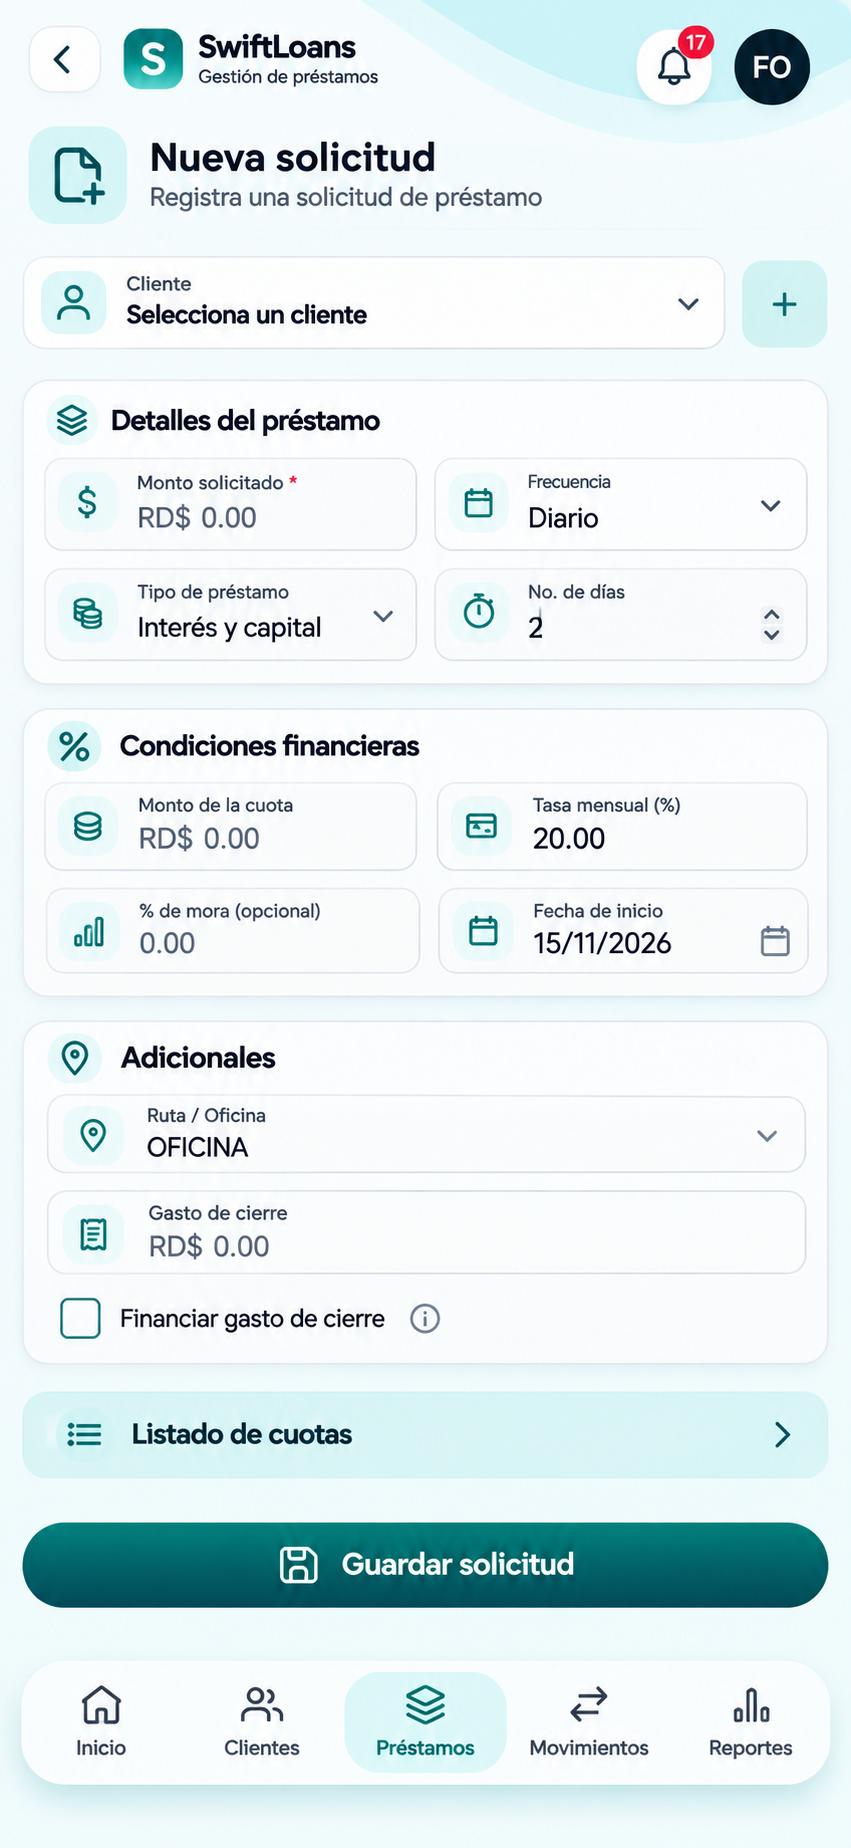 S
SwiftLoans
Gestión de préstamos
17
FO
Nueva solicitud
Registra una solicitud de préstamo
Cliente
Selecciona un cliente
Detalles del préstamo
Monto solicitado *
RD$ 0.00
Frecuencia
Diario
Tipo de préstamo
Interés y capital
No. de días
2
Condiciones financieras
Monto de la cuota
RD$ 0.00
Tasa mensual (%)
20.00
% de mora (opcional)
0.00
Fecha de inicio
15/11/2026
Adicionales
Ruta / Oficina
OFICINA
Gasto de cierre
RD$ 0.00
Financiar gasto de cierre
Listado de cuotas
Guardar solicitud
Inicio
Clientes
Préstamos
Movimientos
Reportes